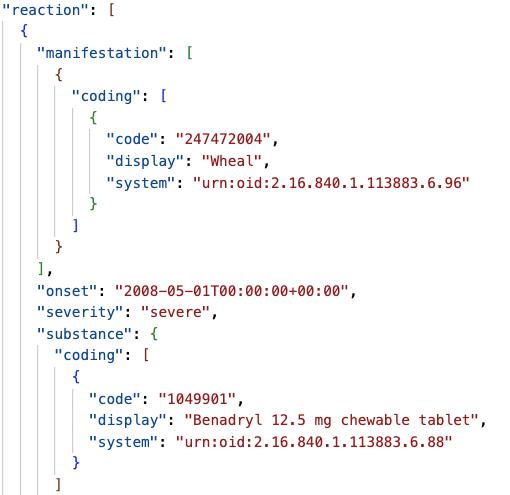 "reaction": [
{
"manifestation": [
{
"coding": [
{
"code": "247472004",
"display": "Wheal",
"system": "urn:oid:2.16.840.1.113883.6.96"
}
]
}
],
"onset": "2008-05-01T00:00:00+00:00",
"severity": "severe",
"substance": {
"coding": [
{
"code": "1049901",
"display": "Benadryl 12.5 mg chewable tablet",
"system": "urn:oid:2.16.840.1.113883.6.88"
}
]